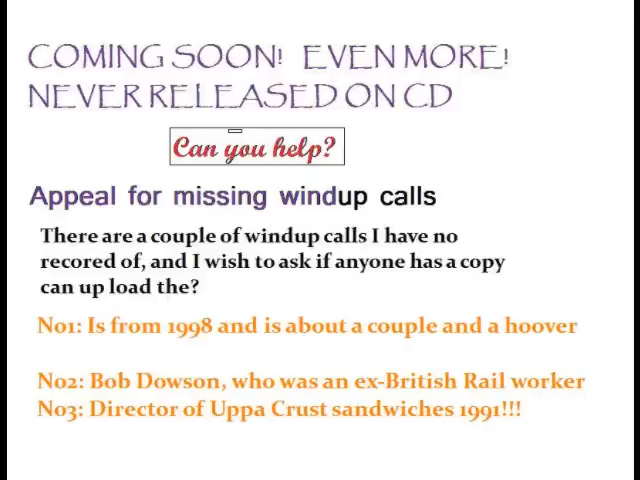 COMING SOON! EVEN MORE!
NEVER RELEASED ON CD
Can you help?
Appeal for missing windup calls
There are a couple of windup calls I have no
recored of, and I wish to ask if anyone has a copy
can up load the?
No1: Is from 1998 and is about a couple and a hoover
No2: Bob Dowson, who was an ex-British Rail worker
No3: Director of Uppa Crust sandwiches 1991!!!